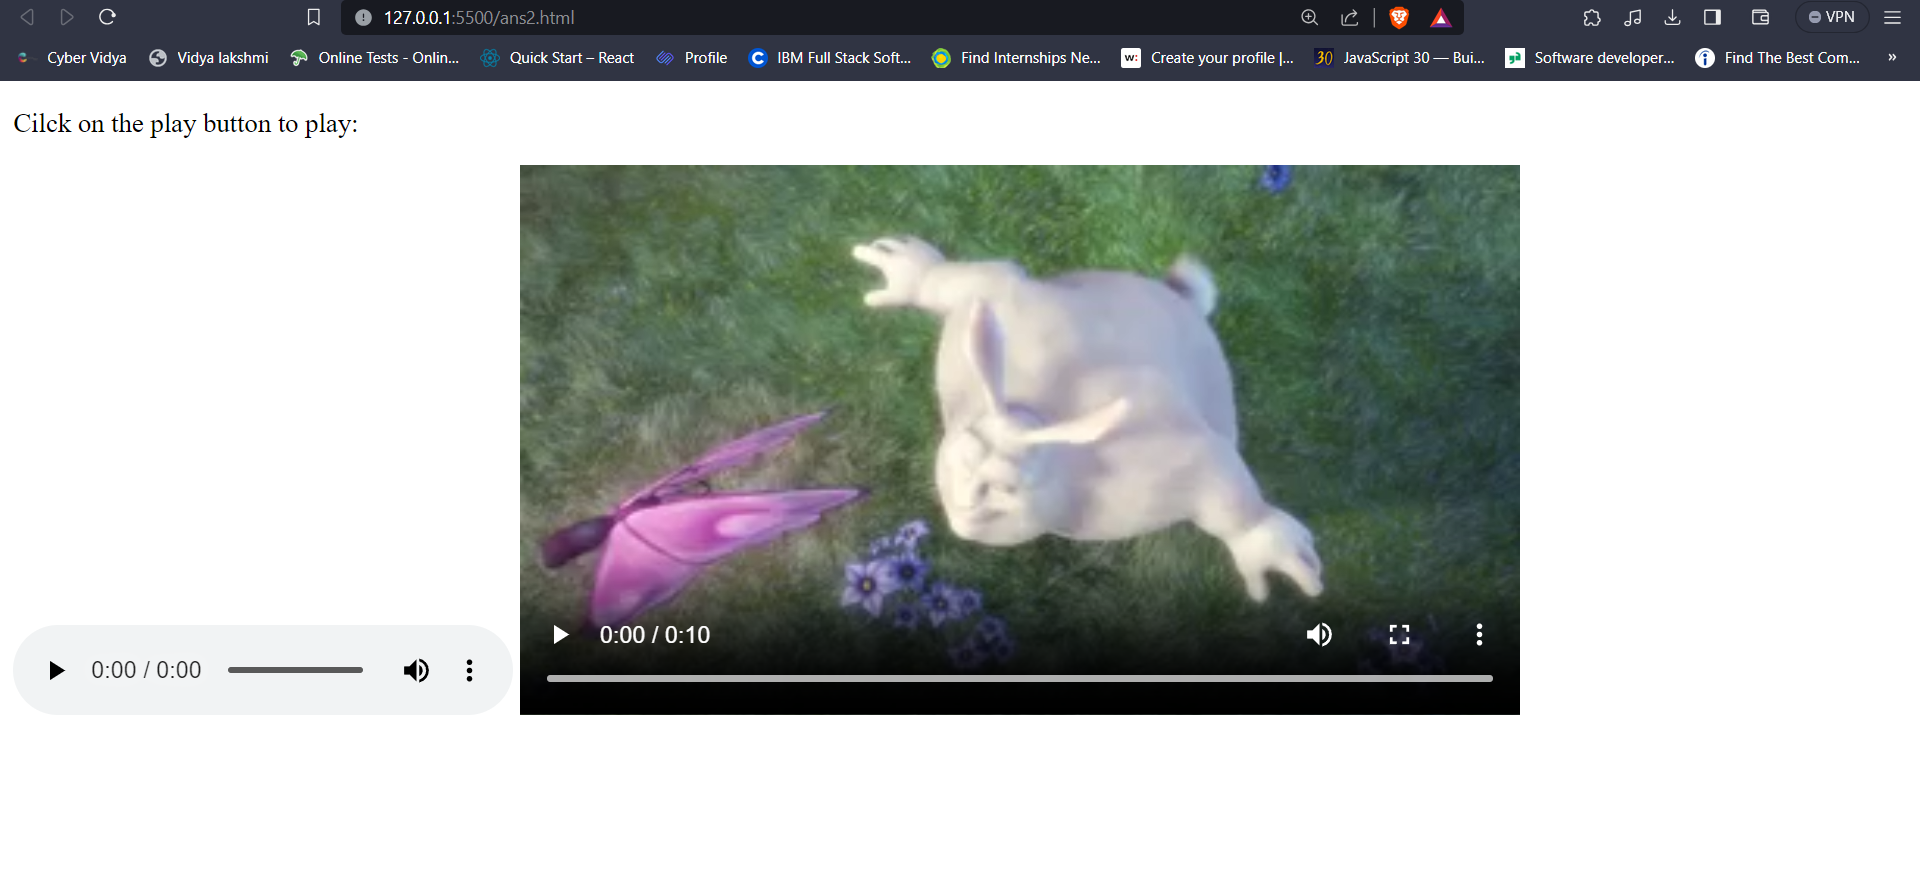 127.0.0.1:5500/ans2.html
VPN
Cyber Vidya Vidya lakshmi Online Tests - Onlin... Quick Start – React Profile IBM Full Stack Soft... Find Internships Ne... w: Create your profile |... 30 JavaScript 30 — Bui... Software developer... Find The Best Com... »
Cilck on the play button to play:
0:00 / 0:10
0:00 / 0:00